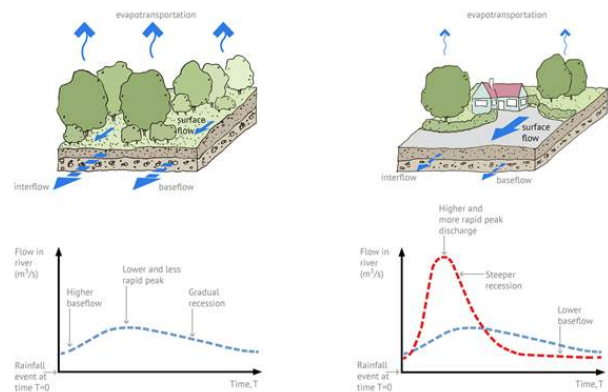 evapotransportation
surface
flow
interflow
baseflow
Flow in
river
(m³/s)
Higher
baseflow
Lower and less
rapid peak
Gradual
recession
Rainfall
event at
time T=0
Time, T
evapotransportation
surface
flow
interflow
baseflow
Higher and
more rapid peak
discharge
Flow in
river
(m³/s)
Steeper
recession
Lower
baseflow
Rainfall
event at
time T=0
Time, T